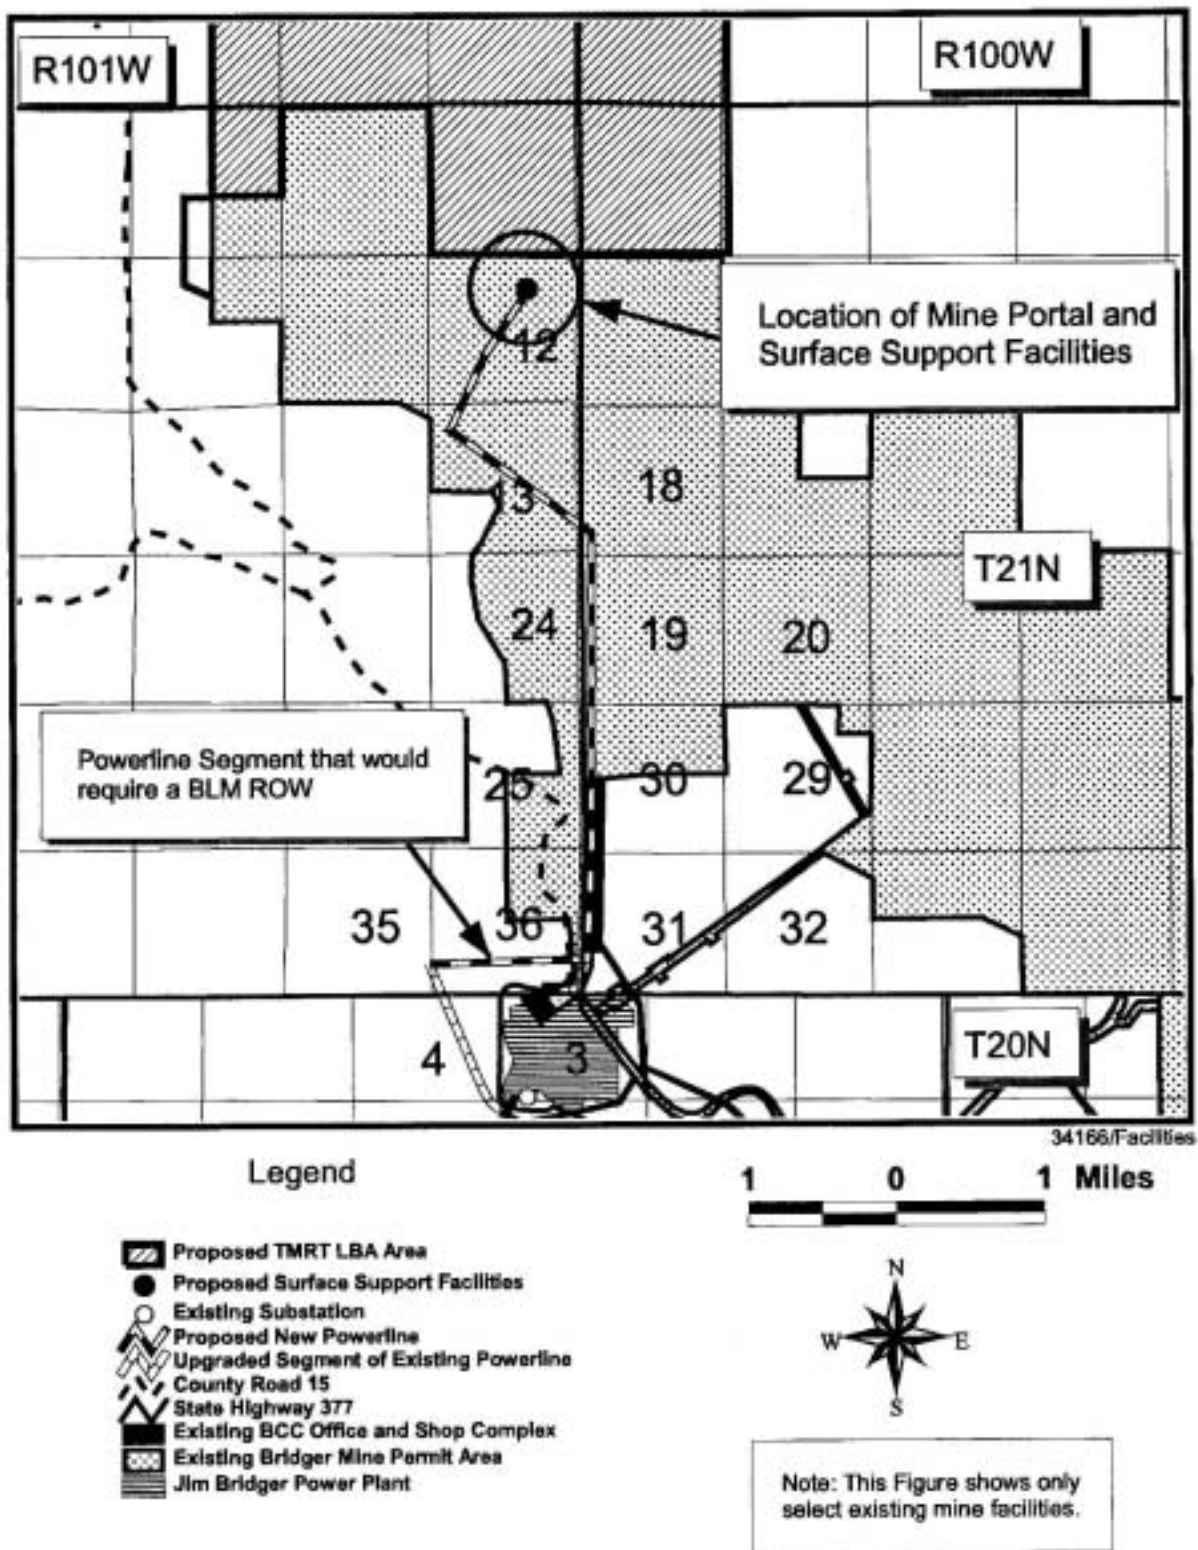 R101W
R100W
Location of Mine Portal and
Surface Support Facilities
12
18
13
T21N
24
19
20
Powerline Segment that would
require a BLM ROW
25
30
29
35
36
31
32
4
3
T20N
34166/Facilities
Legend
1 0 1 Miles
Proposed TMRT LBA Area
Proposed Surface Support Facilities
Existing Substation
Proposed New Powerline
Upgraded Segment of Existing Powerline
County Road 15
State Highway 377
Existing BCC Office and Shop Complex
Existing Bridger Mine Permit Area
Jim Bridger Power Plant
N
W E
S
Note: This Figure shows only
select existing mine facilities.